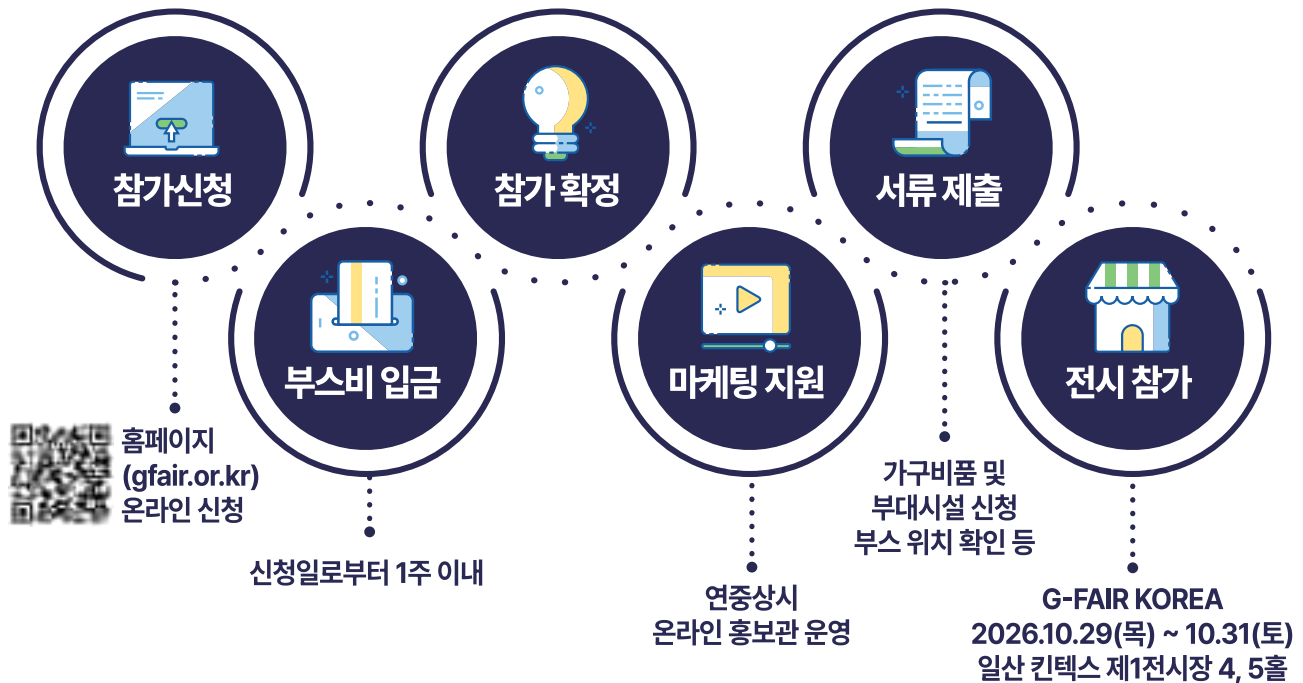 참가신청
홈페이지
(gfair.or.kr)
온라인 신청
부스비 입금
신청일로부터 1주 이내
참가 확정
마케팅 지원
연중상시
온라인 홍보관 운영
서류 제출
가구비품 및
부대시설 신청
부스 위치 확인 등
전시 참가
G-FAIR KOREA
2026.10.29(목) ~ 10.31(토)
일산 킨텍스 제1전시장 4, 5홀